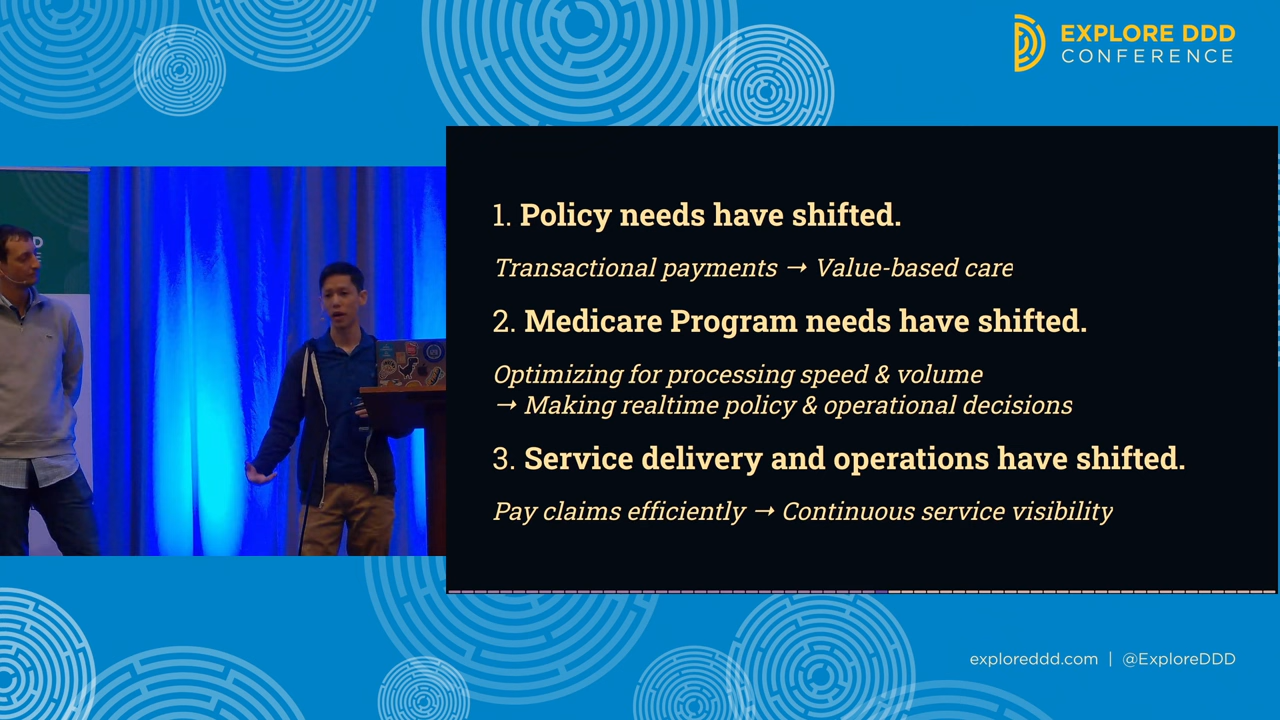 EXPLORE DDD
CONFERENCE
1. Policy needs have shifted.
Transactional payments → Value-based care
2. Medicare Program needs have shifted.
Optimizing for processing speed & volume
→ Making realtime policy & operational decisions
3. Service delivery and operations have shifted.
Pay claims efficiently → Continuous service visibility
exploreddd.com | @ExploreDDD